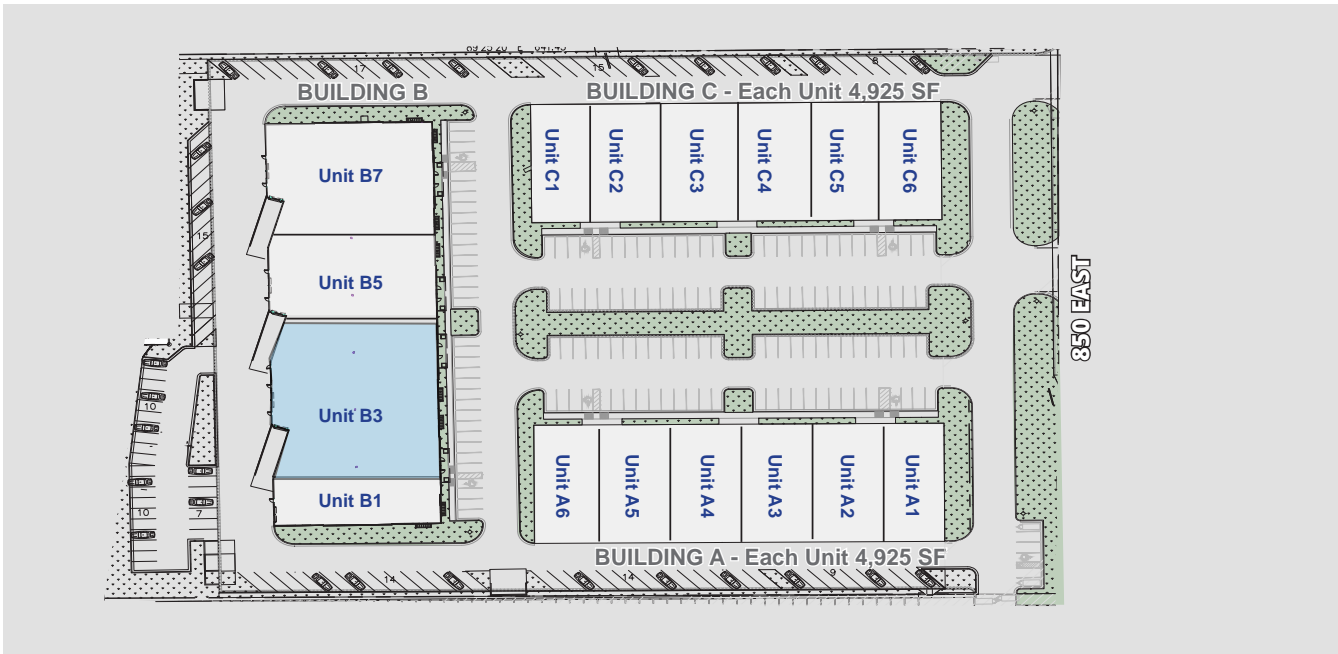 17
15
8
BUILDING B
BUILDING C - Each Unit 4,925 SF
Unit B7
Unit C1
Unit C2
Unit C3
Unit C4
Unit C5
Unit C6
15
Unit B5
850 EAST
10
Unit B3
Unit B1
10
7
Unit A6
Unit A5
Unit A4
Unit A3
Unit A2
Unit A1
BUILDING A - Each Unit 4,925 SF
14
14
9